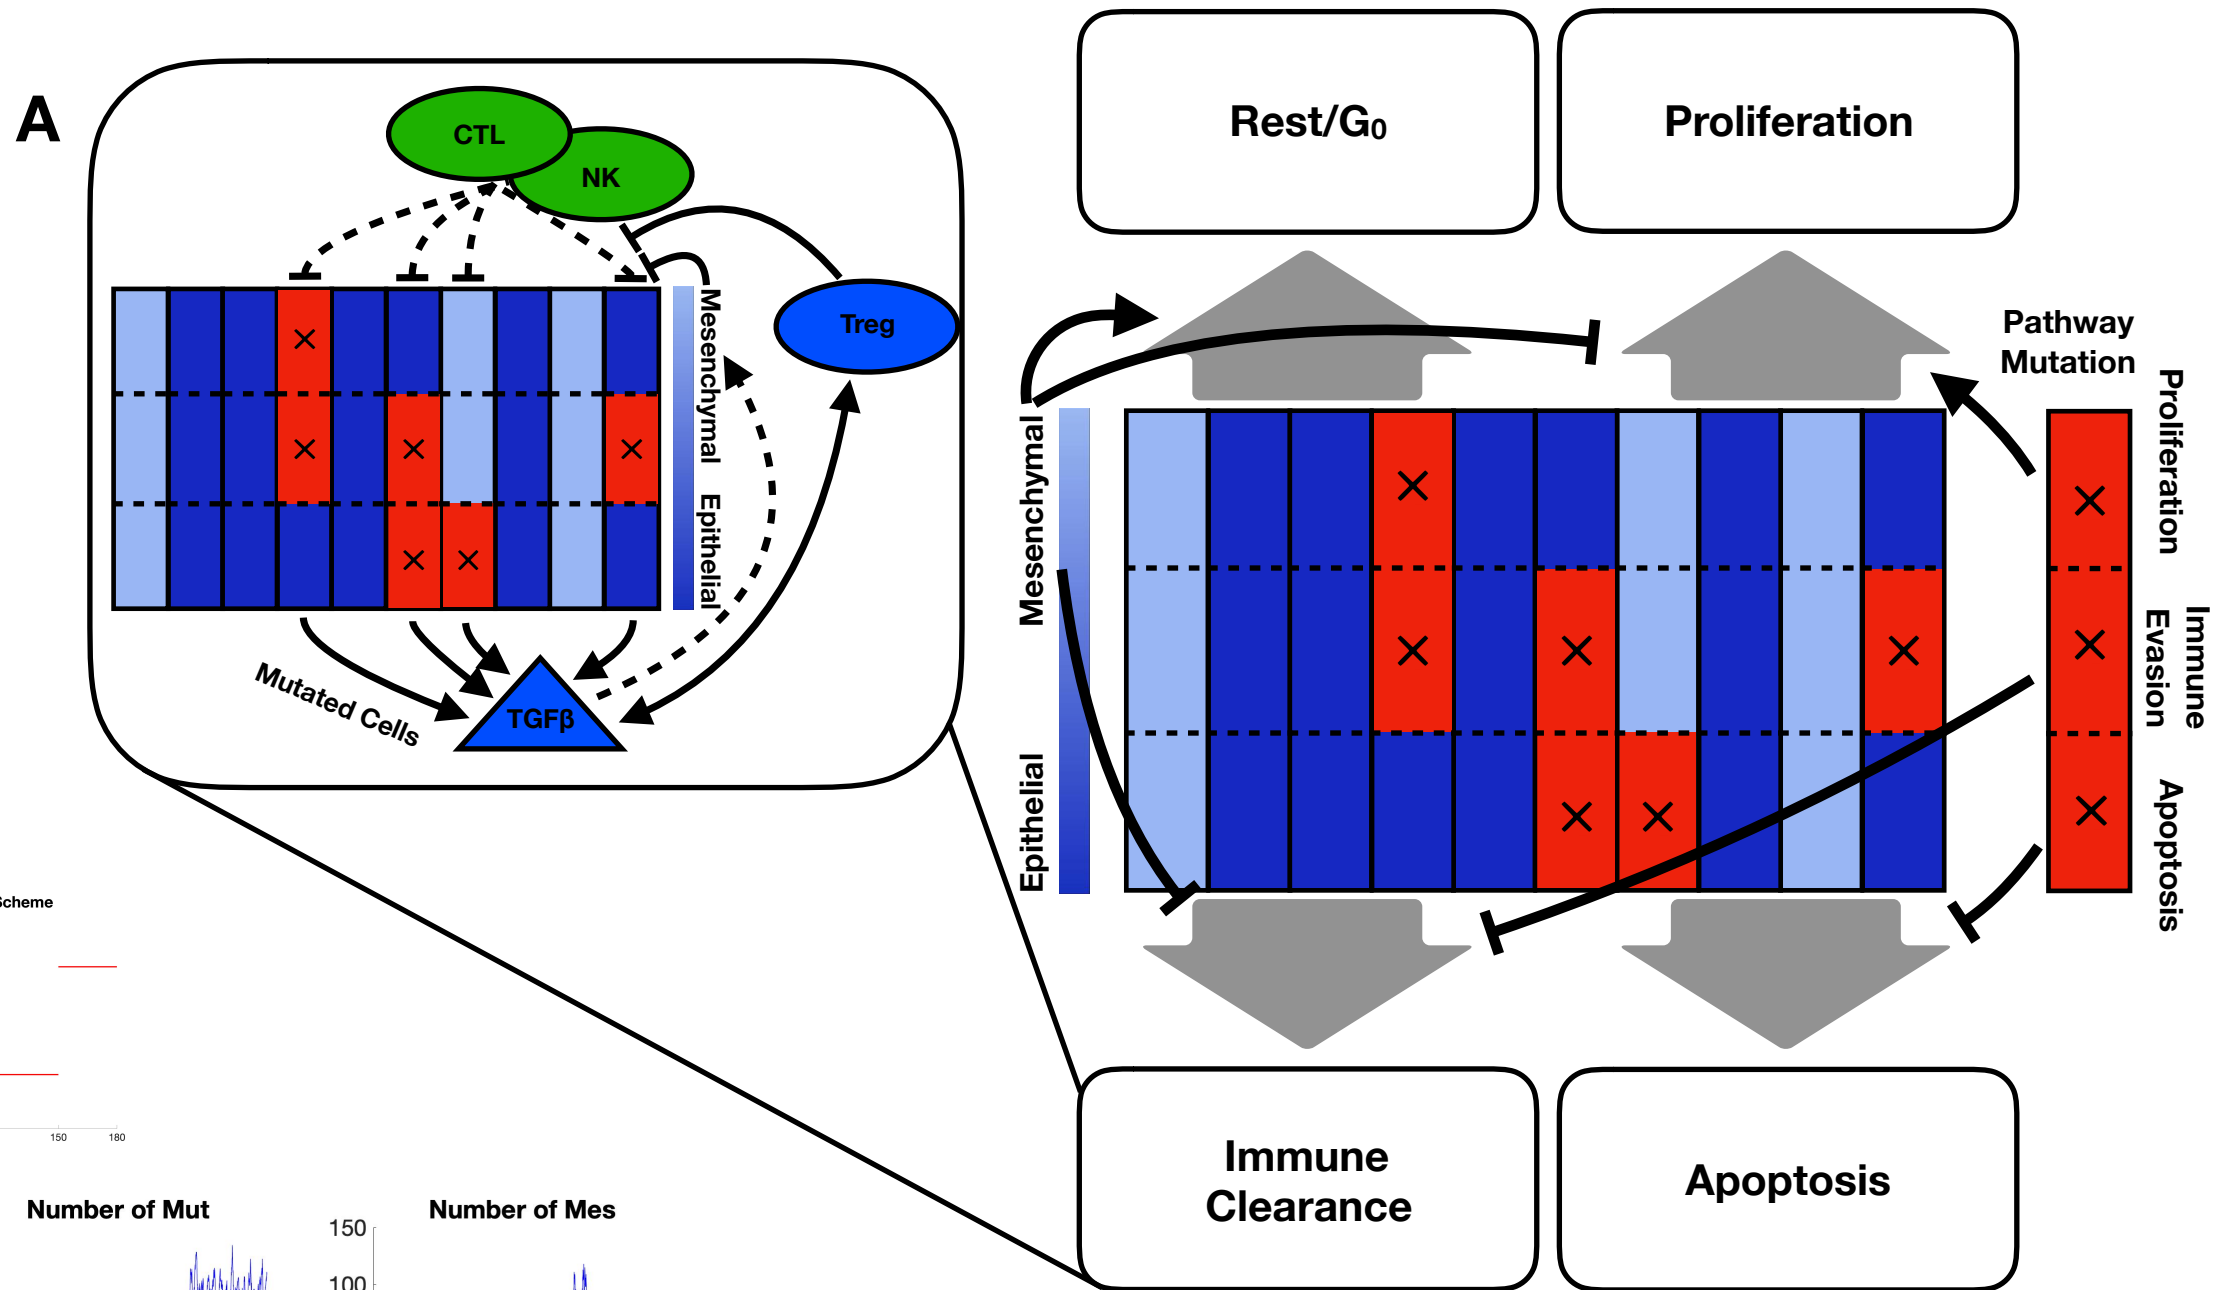 A
CTL
NK
Treg
Mesenchymal
Epithelial
Mutated Cells
TGFβ
Rest/G₀
Proliferation
Pathway
Mutation
Mesenchymal
Epithelial
Proliferation
Immune
Evasion
Apoptosis
Immune
Clearance
Apoptosis
Scheme
150
180
Number of Mut
Number of Mes
150
100